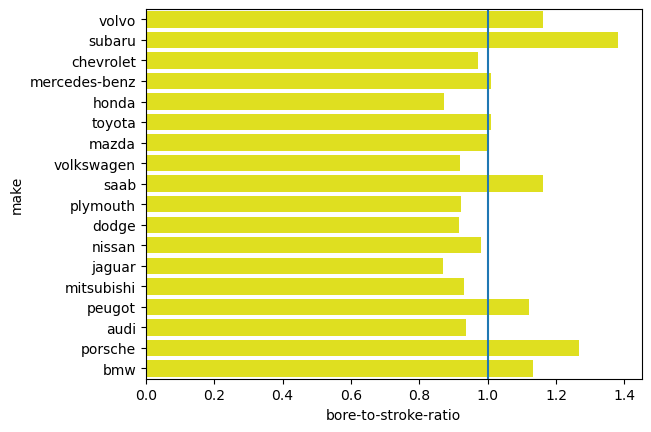 volvo
subaru
chevrolet
mercedes-benz
honda
toyota
mazda
volkswagen
saab
plymouth
dodge
nissan
jaguar
mitsubishi
peugot
audi
porsche
bmw
make
0.0 0.2 0.4 0.6 0.8 1.0 1.2 1.4
bore-to-stroke-ratio